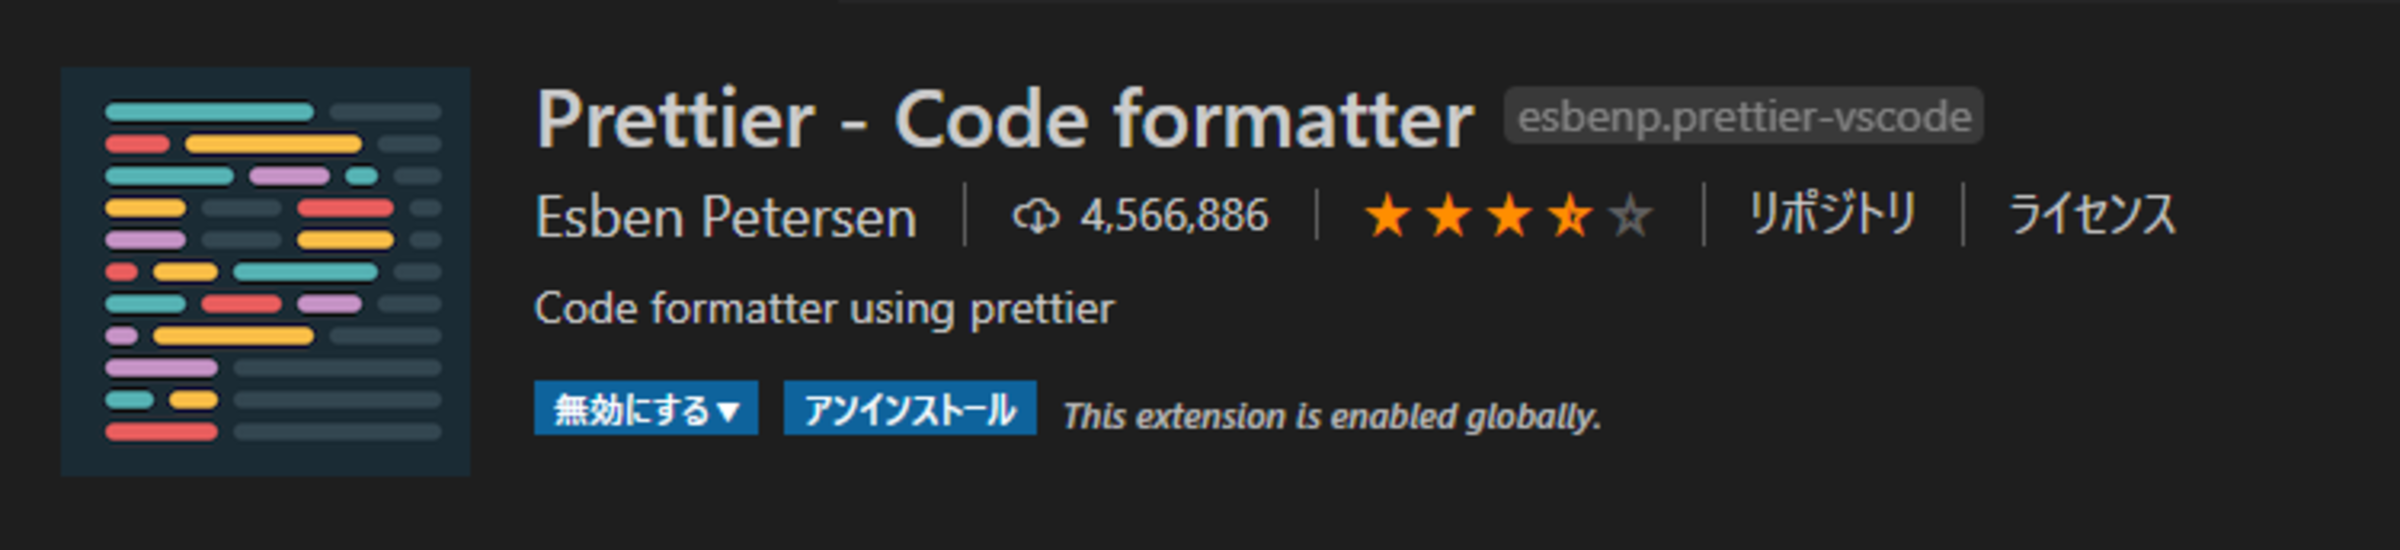 Prettier - Code formatter esbenp.prettier-vscode
Esben Petersen 4,566,886 リポジトリ ライセンス
Code formatter using prettier
無効にする▼ アンインストール This extension is enabled globally.